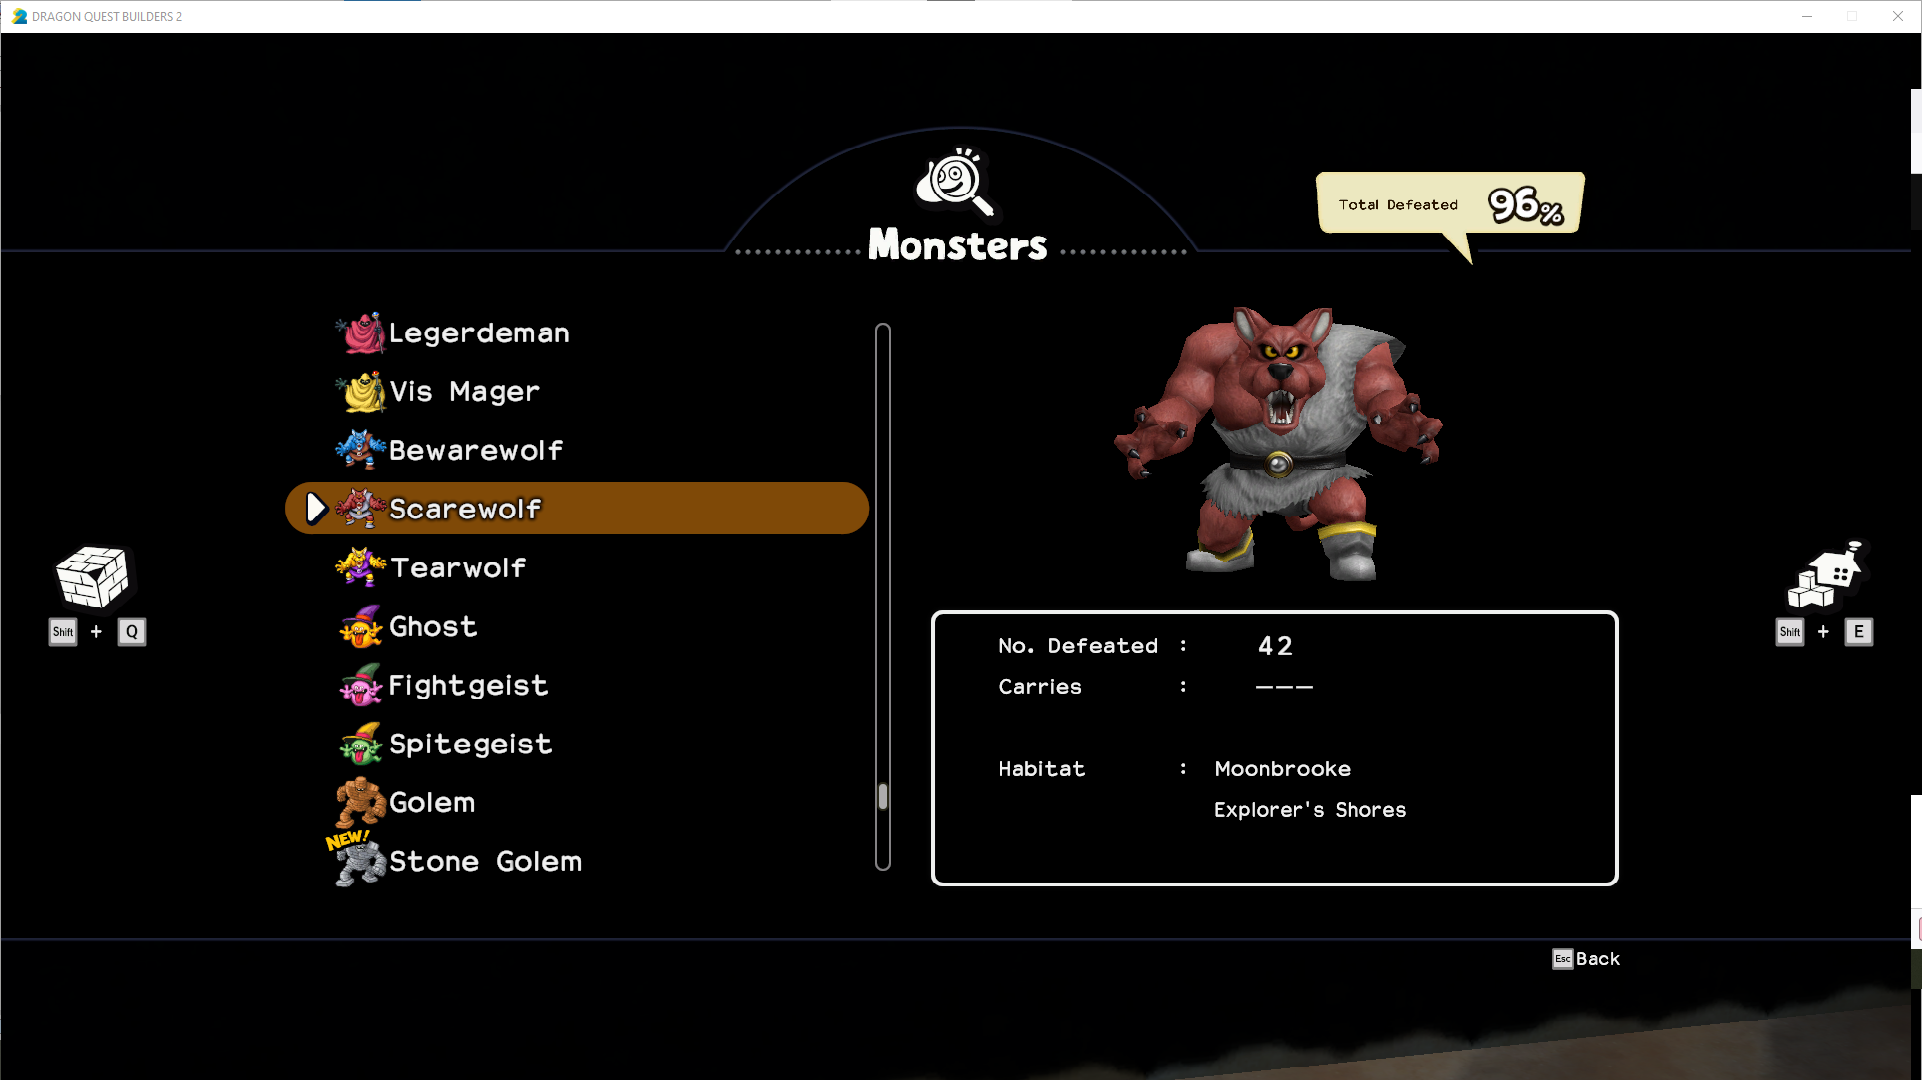 DRAGON QUEST BUILDERS 2
Monsters
Total Defeated 96%
Legerdeman
Vis Mager
Bewarewolf
Scarewolf
Tearwolf
Ghost
Fightgeist
Spitegeist
Golem
NEW!
Stone Golem
Shift + Q
Shift + E
No. Defeated : 42
Carries : ———
Habitat : Moonbrooke
Explorer's Shores
Esc Back